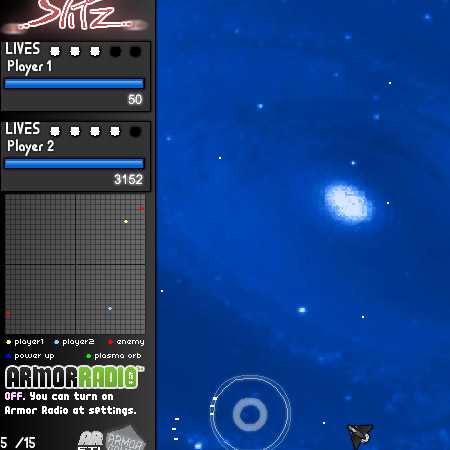 LIVES
Player 1
50
LIVES
Player 2
3152
player1 player2 enemy
power up plasma orb
ARMORRADIO
OFF. You can turn on
Armor Radio at settings.
5 /15
ARMOR